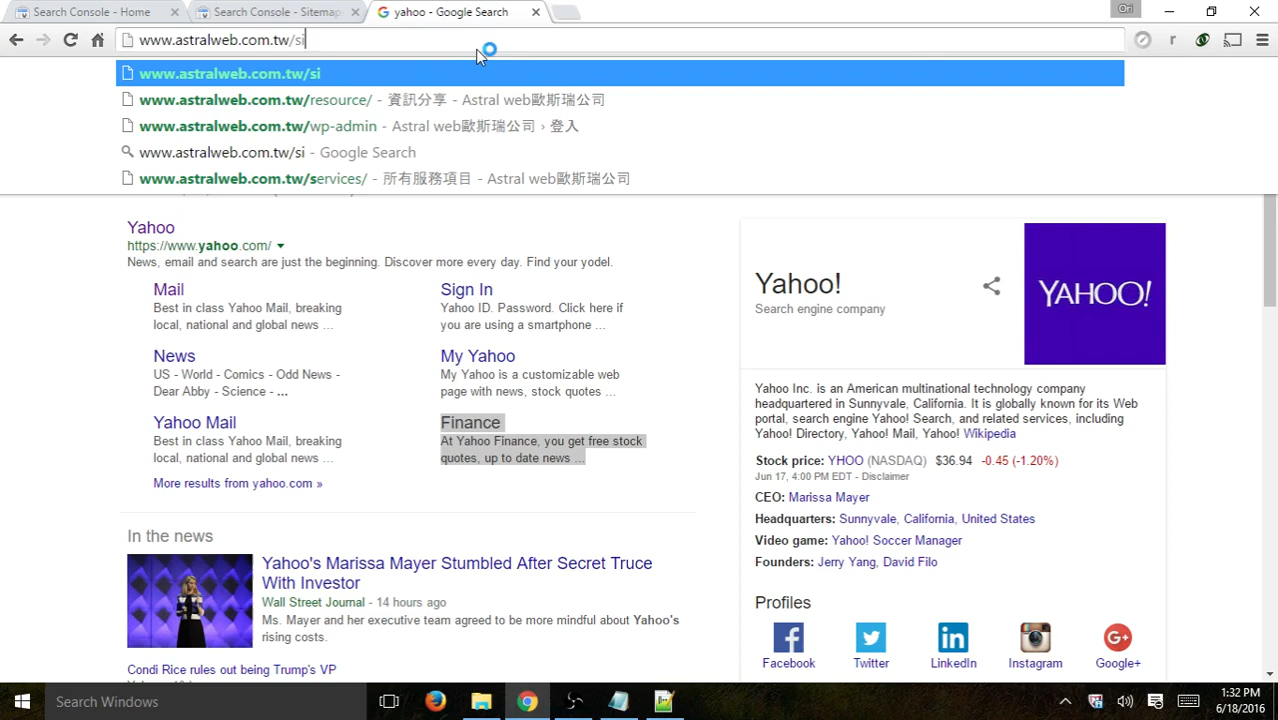 Search Console - Home
Search Console - Sitemap
yahoo - Google Search
Ori
www.astralweb.com.tw/si
r
www.astralweb.com.tw/si
www.astralweb.com.tw/resource/ - 資訊分享 - Astral web歐斯瑞公司
www.astralweb.com.tw/wp-admin - Astral web歐斯瑞公司 › 登入
www.astralweb.com.tw/si - Google Search
www.astralweb.com.tw/services/ - 所有服務項目 - Astral web歐斯瑞公司
Yahoo
https://www.yahoo.com/
News, email and search are just the beginning. Discover more every day. Find your yodel.
Mail
Best in class Yahoo Mail, breaking
local, national and global news ...
Sign In
Yahoo ID. Password. Click here if
you are using a smartphone ...
News
US - World - Comics - Odd News -
Dear Abby - Science - ...
My Yahoo
My Yahoo is a customizable web
page with news, stock quotes ...
Yahoo Mail
Best in class Yahoo Mail, breaking
local, national and global news ...
Finance
At Yahoo Finance, you get free stock
quotes, up to date news ...
More results from yahoo.com »
In the news
Yahoo's Marissa Mayer Stumbled After Secret Truce
With Investor
Wall Street Journal - 14 hours ago
Ms. Mayer and her executive team agreed to be more mindful about Yahoo's
rising costs.
Condi Rice rules out being Trump's VP
Yahoo!
Search engine company
YAHOO!
Yahoo Inc. is an American multinational technology company
headquartered in Sunnyvale, California. It is globally known for its Web
portal, search engine Yahoo! Search, and related services, including
Yahoo! Directory, Yahoo! Mail, Yahoo! Wikipedia
Stock price: YHOO (NASDAQ) $36.94 -0.45 (-1.20%)
Jun 17, 4:00 PM EDT - Disclaimer
CEO: Marissa Mayer
Headquarters: Sunnyvale, California, United States
Video game: Yahoo! Soccer Manager
Founders: Jerry Yang, David Filo
Profiles
Facebook
Twitter
LinkedIn
Instagram
Google+
Search Windows
1:32 PM
6/18/2016